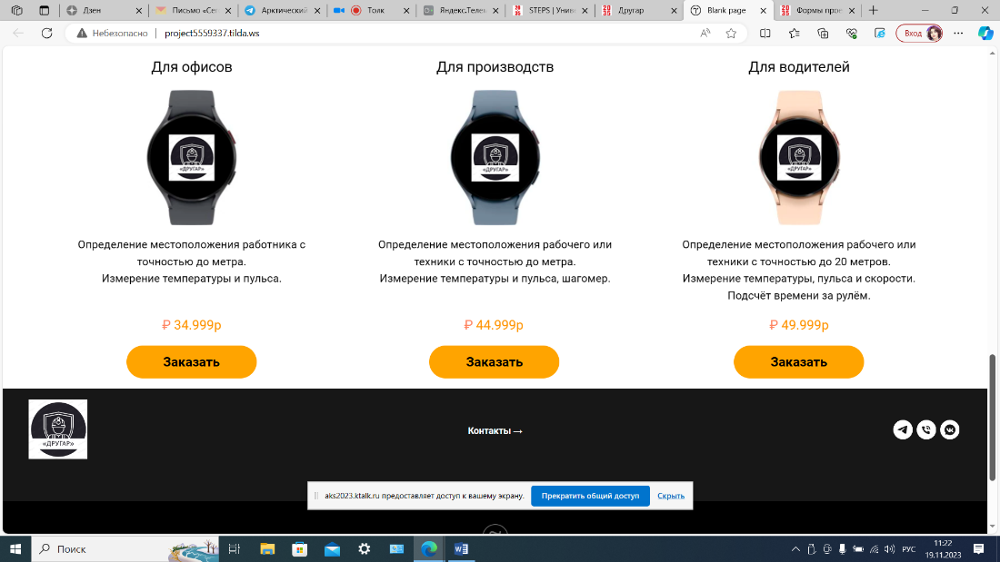 Дзен
Письмо «Сег
Арктический
Толк
Яндекс.Телем
STEPS | Униве
Другар
Blank page
Формы прое
Небезопасно
project5559337.tilda.ws
Вход
Для офисов
Для производств
Для водителей
«ДРУГАР»
«ДРУГАР»
«ДРУГАР»
Определение местоположения работника с
точностью до метра.
Измерение температуры и пульса.
Определение местоположения рабочего или
техники с точностью до метра.
Измерение температуры и пульса, шагомер.
Определение местоположения рабочего или
техники с точностью до 20 метров.
Измерение температуры, пульса и скорости.
Подсчёт времени за рулём.
₽ 34.999р
₽ 44.999р
₽ 49.999р
Заказать
Заказать
Заказать
«ДРУГАР»
Контакты →
aks2023.ktalk.ru предоставляет доступ к вашему экрану.
Прекратить общий доступ
Скрыть
Поиск
РУС
11:22
19.11.2023